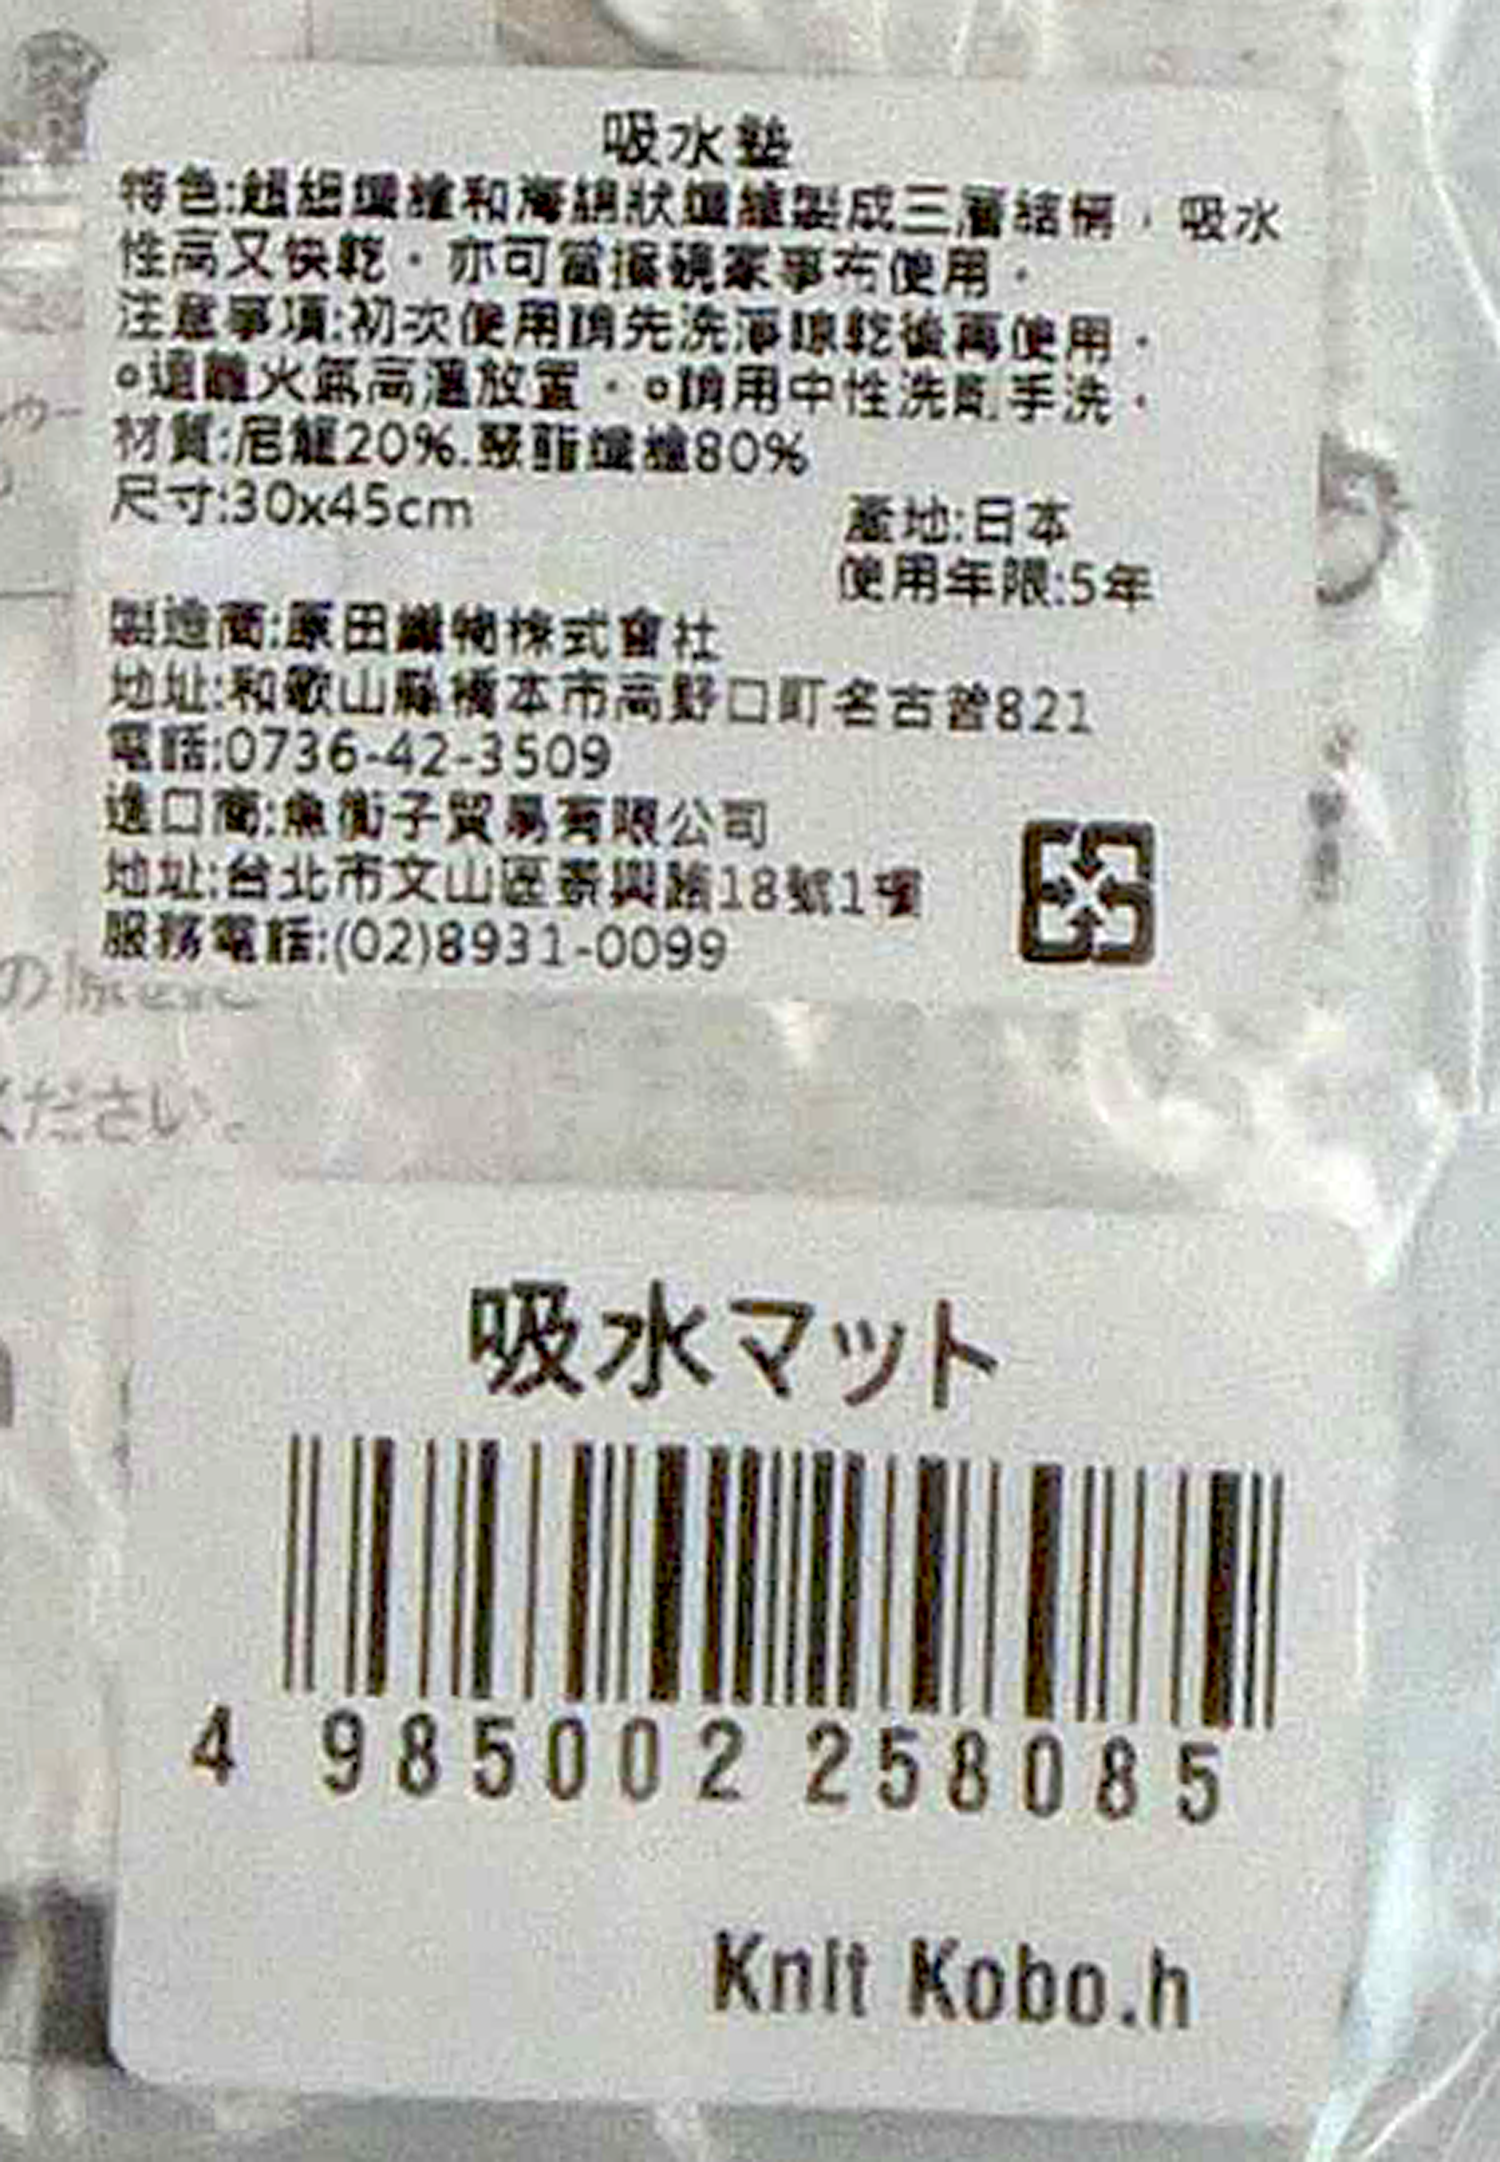 吸水墊
特色:超細纖維和海綿狀纖維製成三層結構，吸水
性高又快乾。亦可當擦碗家事布使用。
注意事項:初次使用請先洗淨晾乾後再使用。
○遠離火氣高溫放置。○請用中性洗劑手洗。
材質:尼龍20%.聚酯纖維80%
尺寸:30x45cm
產地:日本
使用年限:5年
製造商:原田織物株式會社
地址:和歌山縣橋本市高野口町名古曽821
電話:0736-42-3509
進口商:魚街子貿易有限公司
地址:台北市文山區景興路18號1樓
服務電話:(02)8931-0099
ください。
吸水マット
4 985002 258085
Knit Kobo.h